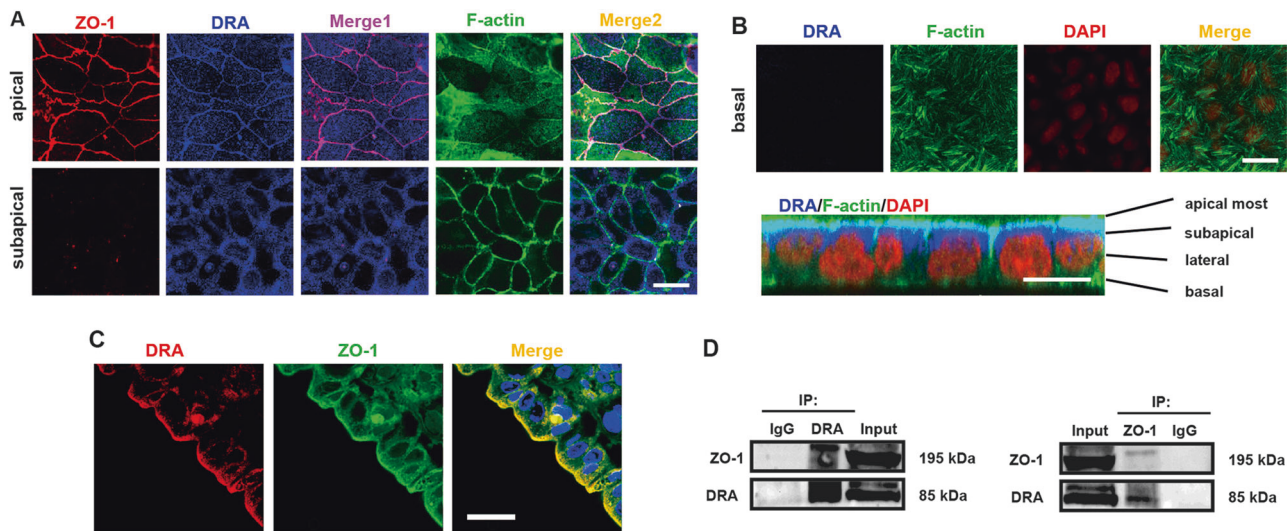 A
ZO-1 DRA Merge1 F-actin Merge2
apical
subapical
B
DRA F-actin DAPI Merge
basal
DRA/F-actin/DAPI
apical most
subapical
lateral
basal
C
DRA ZO-1 Merge
D
IP:
IgG DRA Input
ZO-1 195 kDa
DRA 85 kDa
IP:
Input ZO-1 IgG
ZO-1 195 kDa
DRA 85 kDa